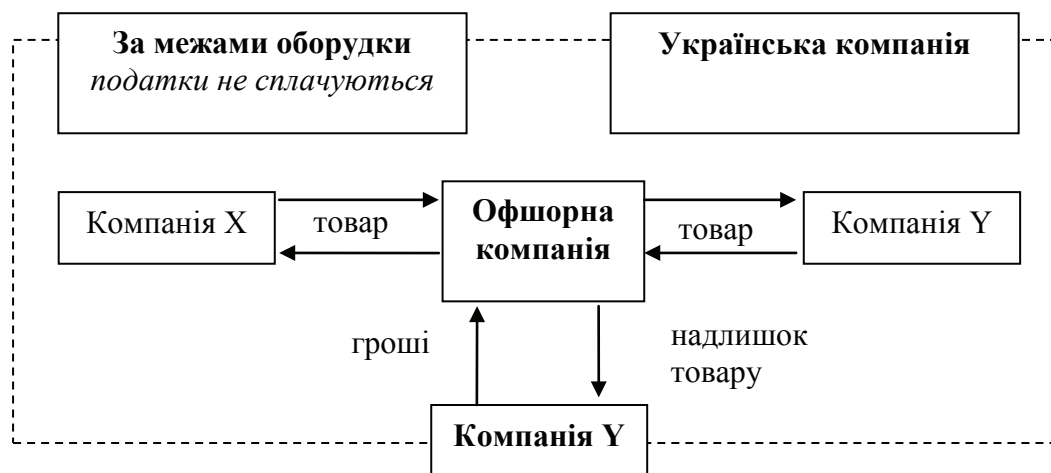 За межами оборудки
податки не сплачуються
Українська компанія
Компанія X
товар
Офшорна
компанія
товар
Компанія Y
гроші
надлишок
товару
Компанія Y